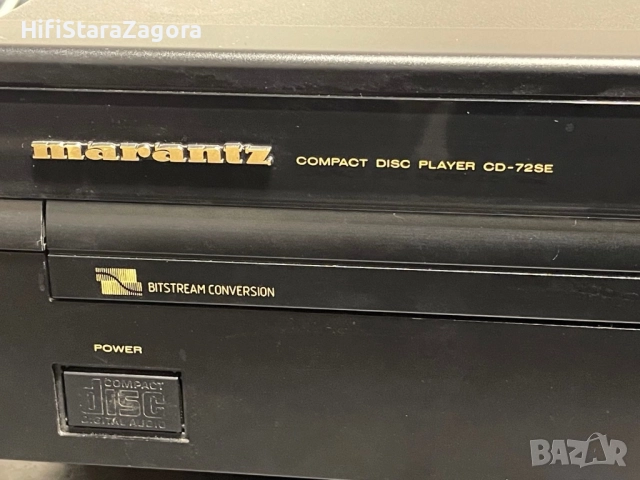 HifiStaraZagora
marantz
COMPACT DISC PLAYER CD-72SE
BITSTREAM CONVERSION
POWER
COMPACT
disc
DIGITAL AUDIO
BAZAR